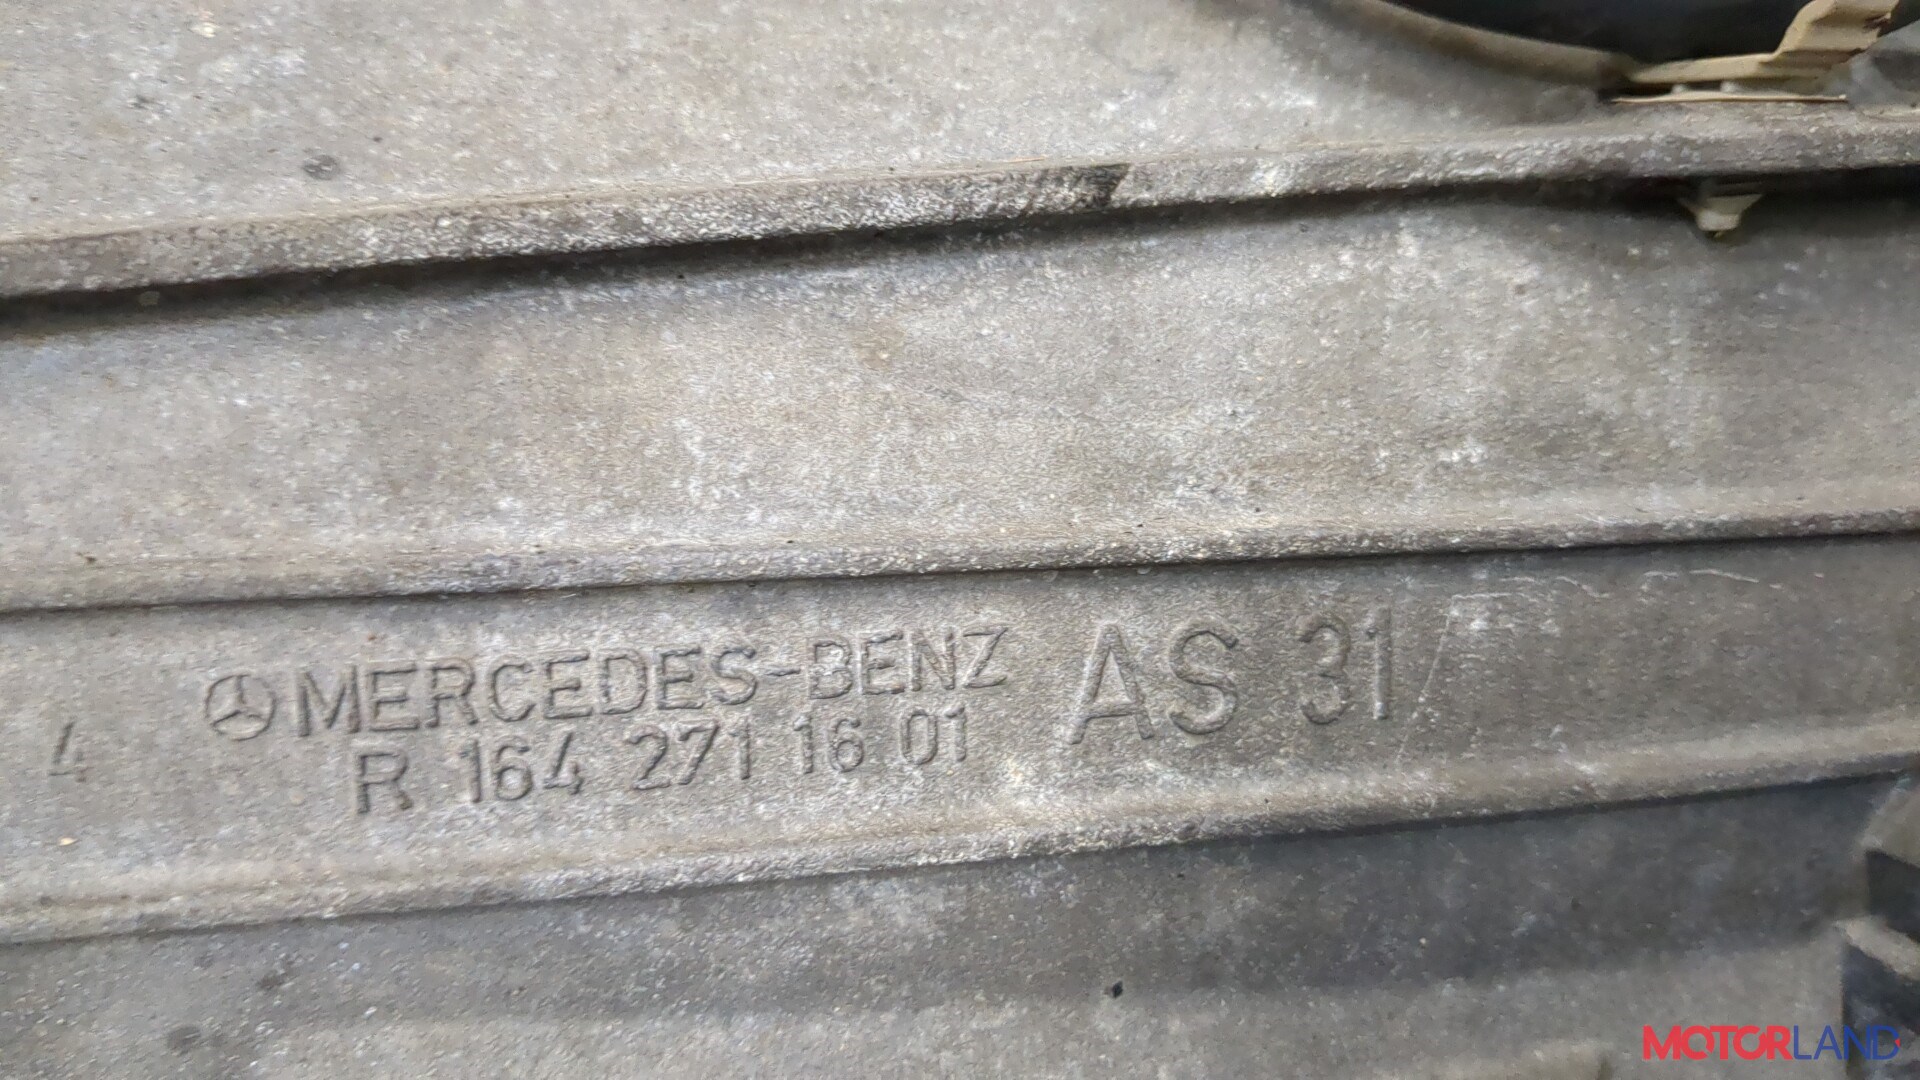 MERCEDES-BENZ AS 31
R 164 271 16 01
4
MOTORLAND